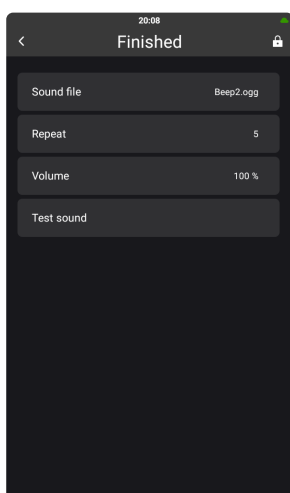 20:08
Finished
Sound file Beep2.ogg
Repeat 5
Volume 100 %
Test sound